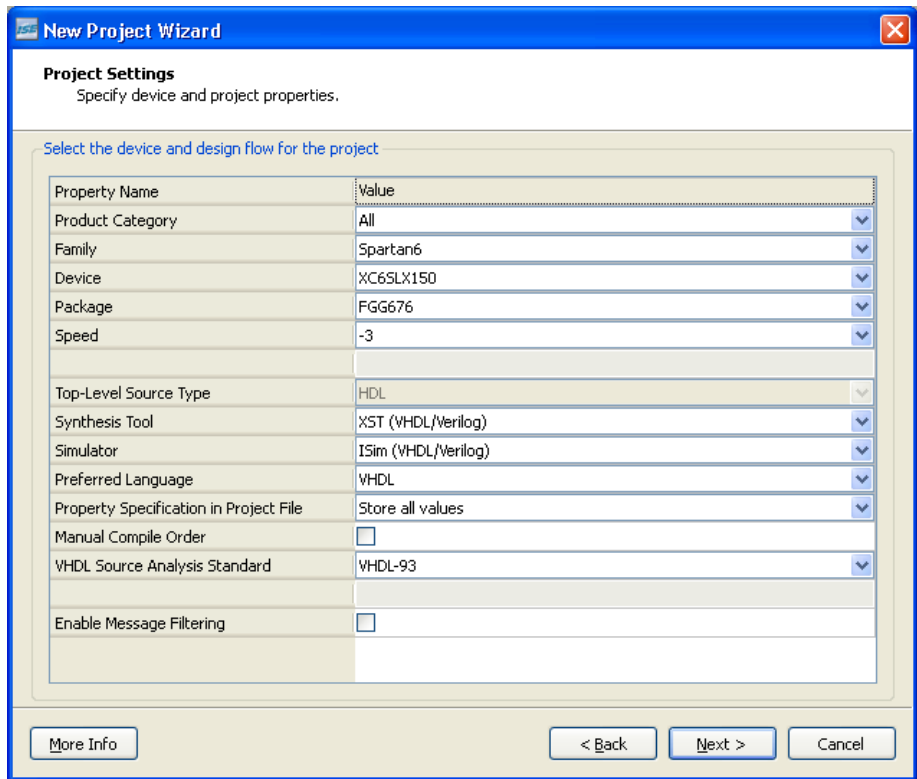 ISE New Project Wizard
Project Settings
Specify device and project properties.
Select the device and design flow for the project
Property Name Value
Product Category All
Family Spartan6
Device XC6SLX150
Package FGG676
Speed -3
Top-Level Source Type HDL
Synthesis Tool XST (VHDL/Verilog)
Simulator ISim (VHDL/Verilog)
Preferred Language VHDL
Property Specification in Project File Store all values
Manual Compile Order
VHDL Source Analysis Standard VHDL-93
Enable Message Filtering
More Info < Back Next > Cancel